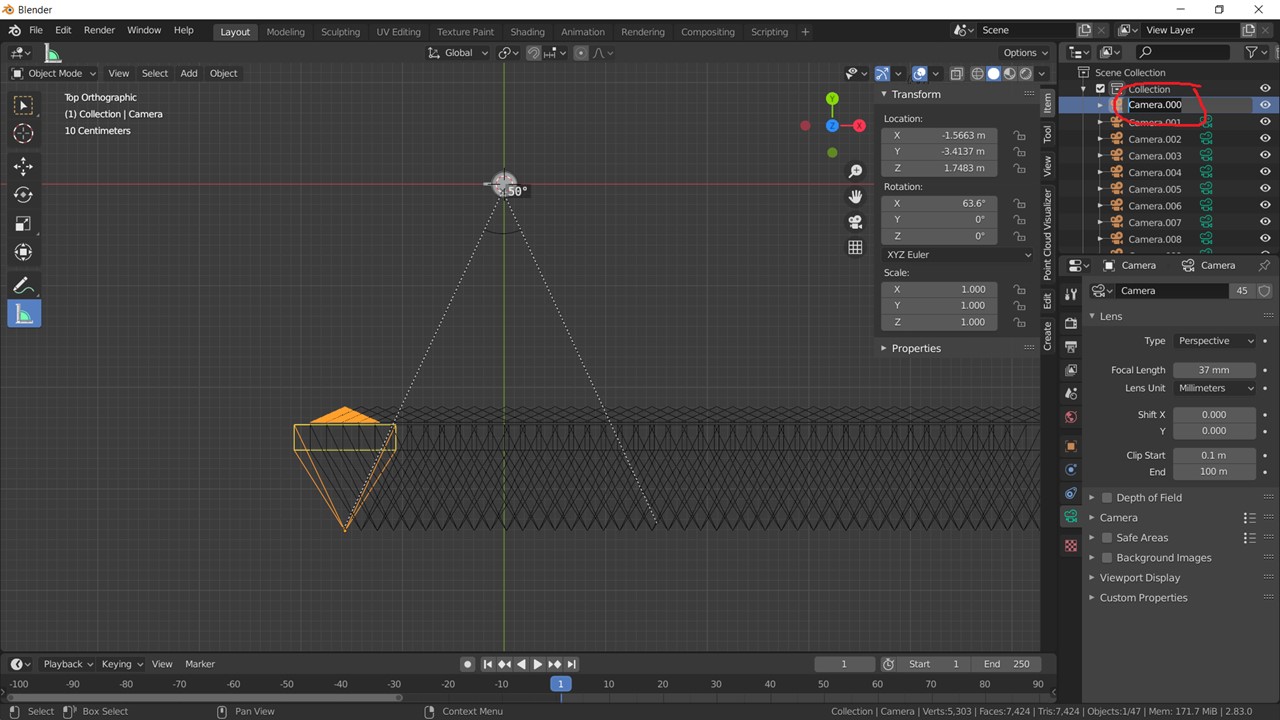 Blender
File Edit Render Window Help Layout Modeling Sculpting UV Editing Texture Paint Shading Animation Rendering Compositing Scripting + Scene View Layer
Global Options
Object Mode View Select Add Object
Top Orthographic
(1) Collection | Camera
10 Centimeters
Y
Z X
50°
Transform
Location:
X -1.5663 m
Y -3.4137 m
Z 1.7483 m
Rotation:
X 63.6°
Y 0°
Z 0°
XYZ Euler
Scale:
X 1.000
Y 1.000
Z 1.000
Properties
Item
Tool
View
Point Cloud Visualizer
Edit
Create
Scene Collection
Collection
Camera.000
Camera.001
Camera.002
Camera.003
Camera.004
Camera.005
Camera.006
Camera.007
Camera.008
Camera Camera
Camera 45
Lens
Type Perspective
Focal Length 37 mm
Lens Unit Millimeters
Shift X 0.000
Y 0.000
Clip Start 0.1 m
End 100 m
Depth of Field
Camera
Safe Areas
Background Images
Viewport Display
Custom Properties
Playback Keying View Marker 1 Start 1 End 250
-100 -90 -80 -70 -60 -50 -40 -30 -20 -10 1 10 20 30 40 50 60 70 80 90
Select Box Select Pan View Context Menu Collection | Camera | Verts:5,303 | Faces:7,424 | Tris:7,424 | Objects:1/47 | Mem: 171.7 MiB | 2.83.0